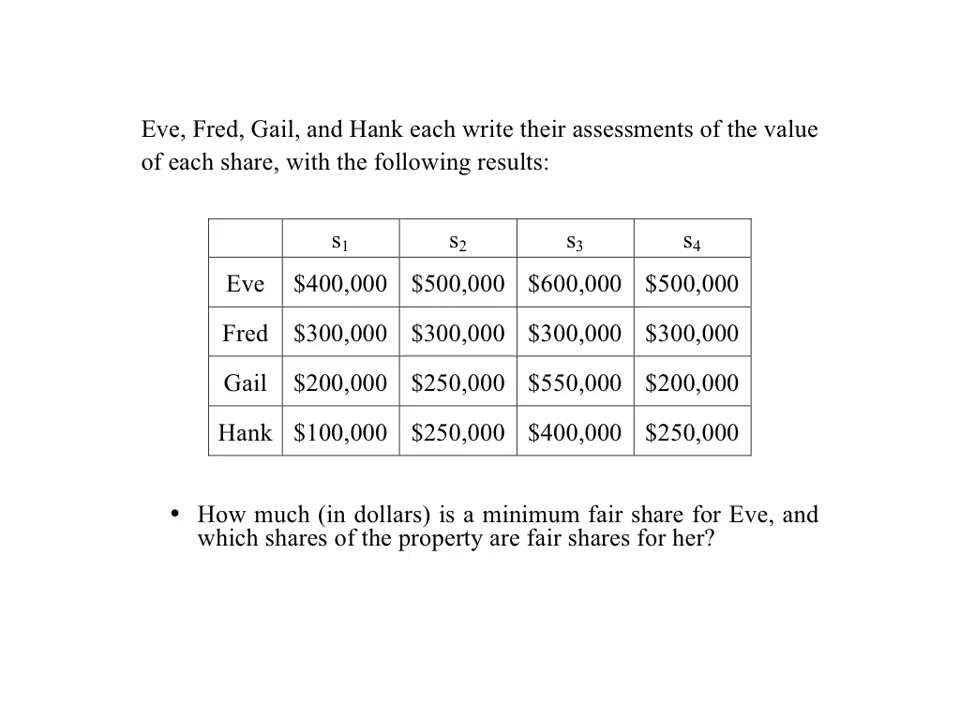 Eve, Fred, Gail, and Hank each write their assessments of the value
of each share, with the following results:
s1 s2 s3 s4
Eve $400,000 $500,000 $600,000 $500,000
Fred $300,000 $300,000 $300,000 $300,000
Gail $200,000 $250,000 $550,000 $200,000
Hank $100,000 $250,000 $400,000 $250,000
• How much (in dollars) is a minimum fair share for Eve, and
which shares of the property are fair shares for her?